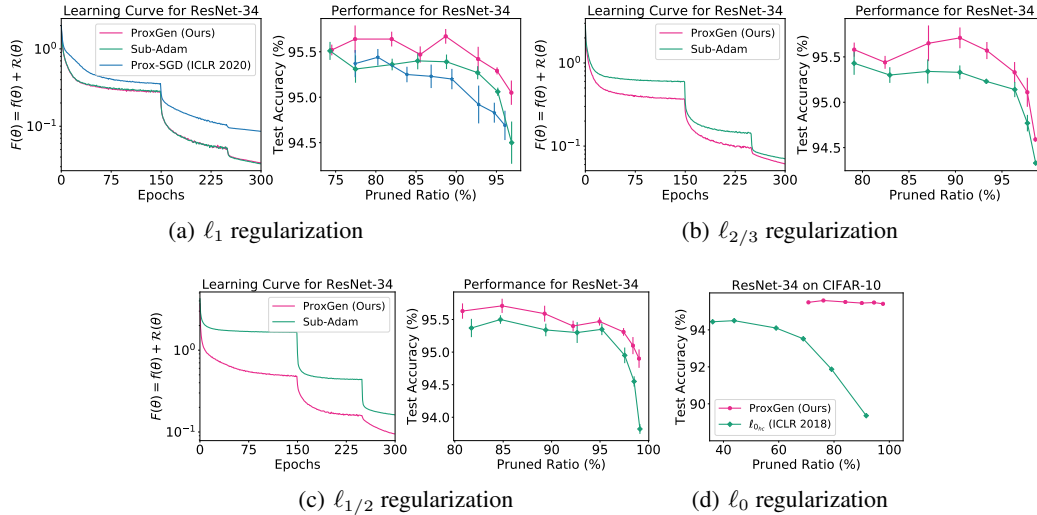 Learning Curve for ResNet-34
ProxGen (Ours)
Sub-Adam
Prox-SGD (ICLR 2020)
F(θ) = f(θ) + R(θ)
10⁰
10⁻¹
0 75 150 225 300
Epochs
Performance for ResNet-34
Test Accuracy (%)
95.5
95.0
94.5
75 80 85 90 95
Pruned Ratio (%)
(a) ℓ₁ regularization
Learning Curve for ResNet-34
ProxGen (Ours)
Sub-Adam
F(θ) = f(θ) + R(θ)
10⁰
10⁻¹
0 75 150 225 300
Epochs
Performance for ResNet-34
Test Accuracy (%)
95.5
95.0
94.5
80 85 90 95
Pruned Ratio (%)
(b) ℓ₂/₃ regularization
Learning Curve for ResNet-34
ProxGen (Ours)
Sub-Adam
F(θ) = f(θ) + R(θ)
10⁰
10⁻¹
0 75 150 225 300
Epochs
Performance for ResNet-34
Test Accuracy (%)
95.5
95.0
94.5
94.0
80 85 90 95 100
Pruned Ratio (%)
(c) ℓ₁/₂ regularization
ResNet-34 on CIFAR-10
Test Accuracy (%)
94
92
90
ProxGen (Ours)
ℓ₀ₕc (ICLR 2018)
40 60 80 100
Pruned Ratio (%)
(d) ℓ₀ regularization